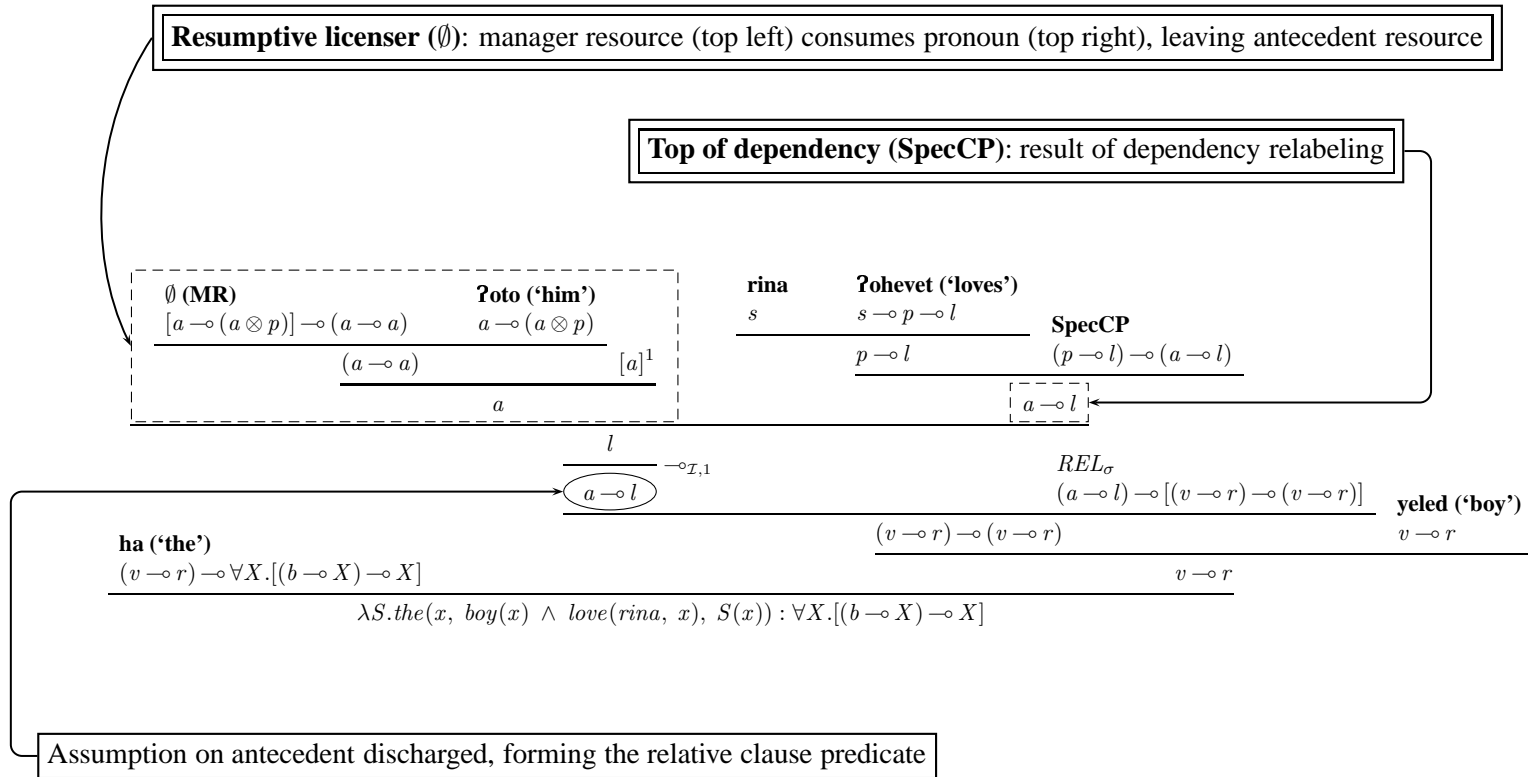 Resumptive licenser (∅): manager resource (top left) consumes pronoun (top right), leaving antecedent resource
Top of dependency (SpecCP): result of dependency relabeling
∅ (MR) ʔoto (‘him’) rina ʔohevet (‘loves’)
[a ⊸ (a ⊗ p)] ⊸ (a ⊸ a) a ⊸ (a ⊗ p) s s ⊸ p ⊸ l SpecCP
(a ⊸ a) [a]¹ p ⊸ l (p ⊸ l) ⊸ (a ⊸ l)
a a ⊸ l
l
⊸I,1 RELσ
a ⊸ l (a ⊸ l) ⊸ [(v ⊸ r) ⊸ (v ⊸ r)] yeled (‘boy’)
ha (‘the’) (v ⊸ r) ⊸ (v ⊸ r) v ⊸ r
(v ⊸ r) ⊸ ∀X.[(b ⊸ X) ⊸ X] v ⊸ r
λS.the(x, boy(x) ∧ love(rina, x), S(x)) : ∀X.[(b ⊸ X) ⊸ X]
Assumption on antecedent discharged, forming the relative clause predicate